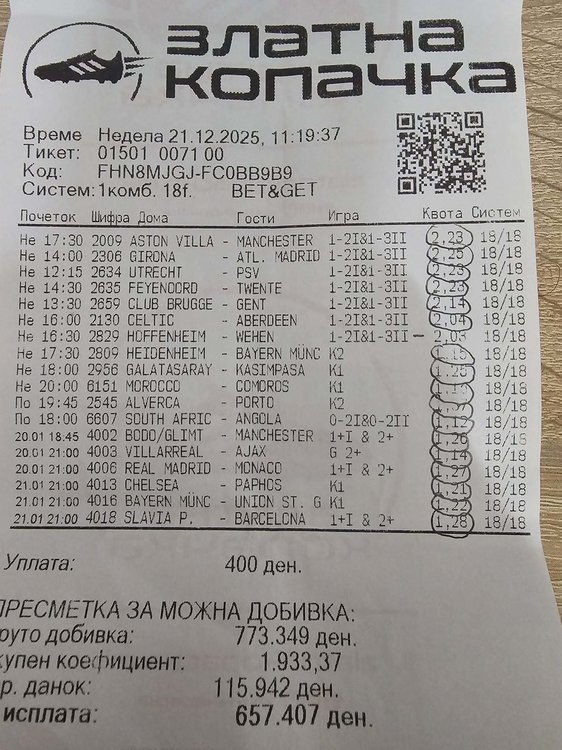 ЗЛАТНА
КОПАЧКА
Време Недела 21.12.2025, 11:19:37
Тикет: 01501 0071 00
Код: FHN8MJGJ-FC0BB9B9
Систем: 1комб. 18f. BET&GET
Почеток Шифра Дома Гости Игра Квота Систем
Не 17:30 2009 ASTON VILLA - MANCHESTER 1-2I&1-3II 2,23 18/18
Не 14:00 2306 GIRONA - ATL. MADRID 1-2I&1-3II 2,25 18/18
Не 12:15 2634 UTRECHT - PSV 1-2I&1-3II 2,23 18/18
Не 14:30 2635 FEYENOORD - TWENTE 1-2I&1-3II 2,23 18/18
Не 13:30 2659 CLUB BRUGGE - GENT 1-2I&1-3II 2,14 18/18
Не 16:00 2130 CELTIC - ABERDEEN 1-2I&1-3II 2,04 18/18
Не 16:30 2829 HOFFENHEIM - WEHEN 1-2I&1-3II 2,03 18/18
Не 17:30 2809 HEIDENHEIM - BAYERN MÜNC K2 18/18
Не 18:00 2956 GALATASARAY - KASIMPASA K1 1,25 18/18
Не 20:00 6151 MOROCCO - COMOROS K1 18/18
По 19:45 2545 ALVERCA - PORTO K2 18/18
По 18:00 6607 SOUTH AFRIC - ANGOLA 0-2I&0-2II 1,12 18/18
20.01 18:45 4002 BODO/GLIMT - MANCHESTER 1+I & 2+ 18/18
20.01 21:00 4003 VILLARREAL - AJAX G 2+ 1,14 18/18
20.01 21:00 4006 REAL MADRID - MONACO 1+I & 2+ 18/18
21.01 21:00 4013 CHELSEA - PAPHOS K1 1,21 18/18
21.01 21:00 4016 BAYERN MÜNC - UNION ST. G K1 1,22 18/18
21.01 21:00 4018 SLAVIA P. - BARCELONA 1+I & 2+ 1,28 18/18
Уплата: 400 ден.
ПРЕСМЕТКА ЗА МОЖНА ДОБИВКА:
руто добивка: 773.349 ден.
купен коефициент: 1.933,37
р. данок: 115.942 ден.
исплата: 657.407 ден.